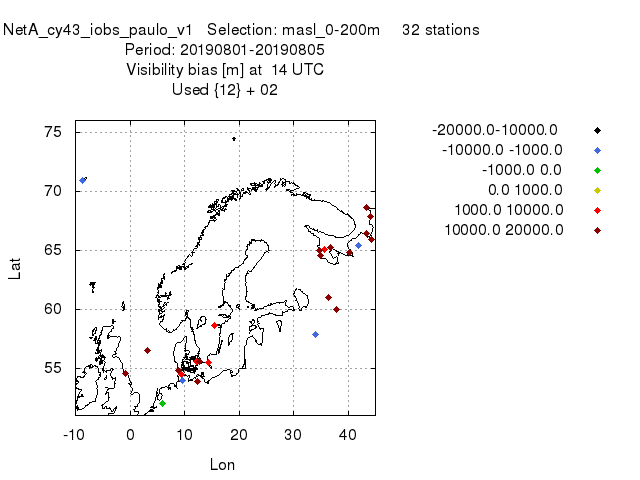 NetA_cy43_iobs_paulo_v1 Selection: masl_0-200m 32 stations
Period: 20190801-20190805
Visibility bias [m] at 14 UTC
Used {12} + 02
-20000.0-10000.0
-10000.0 -1000.0
-1000.0 0.0
0.0 1000.0
1000.0 10000.0
10000.0 20000.0
75
70
65
60
55
Lat
-10 0 10 20 30 40
Lon